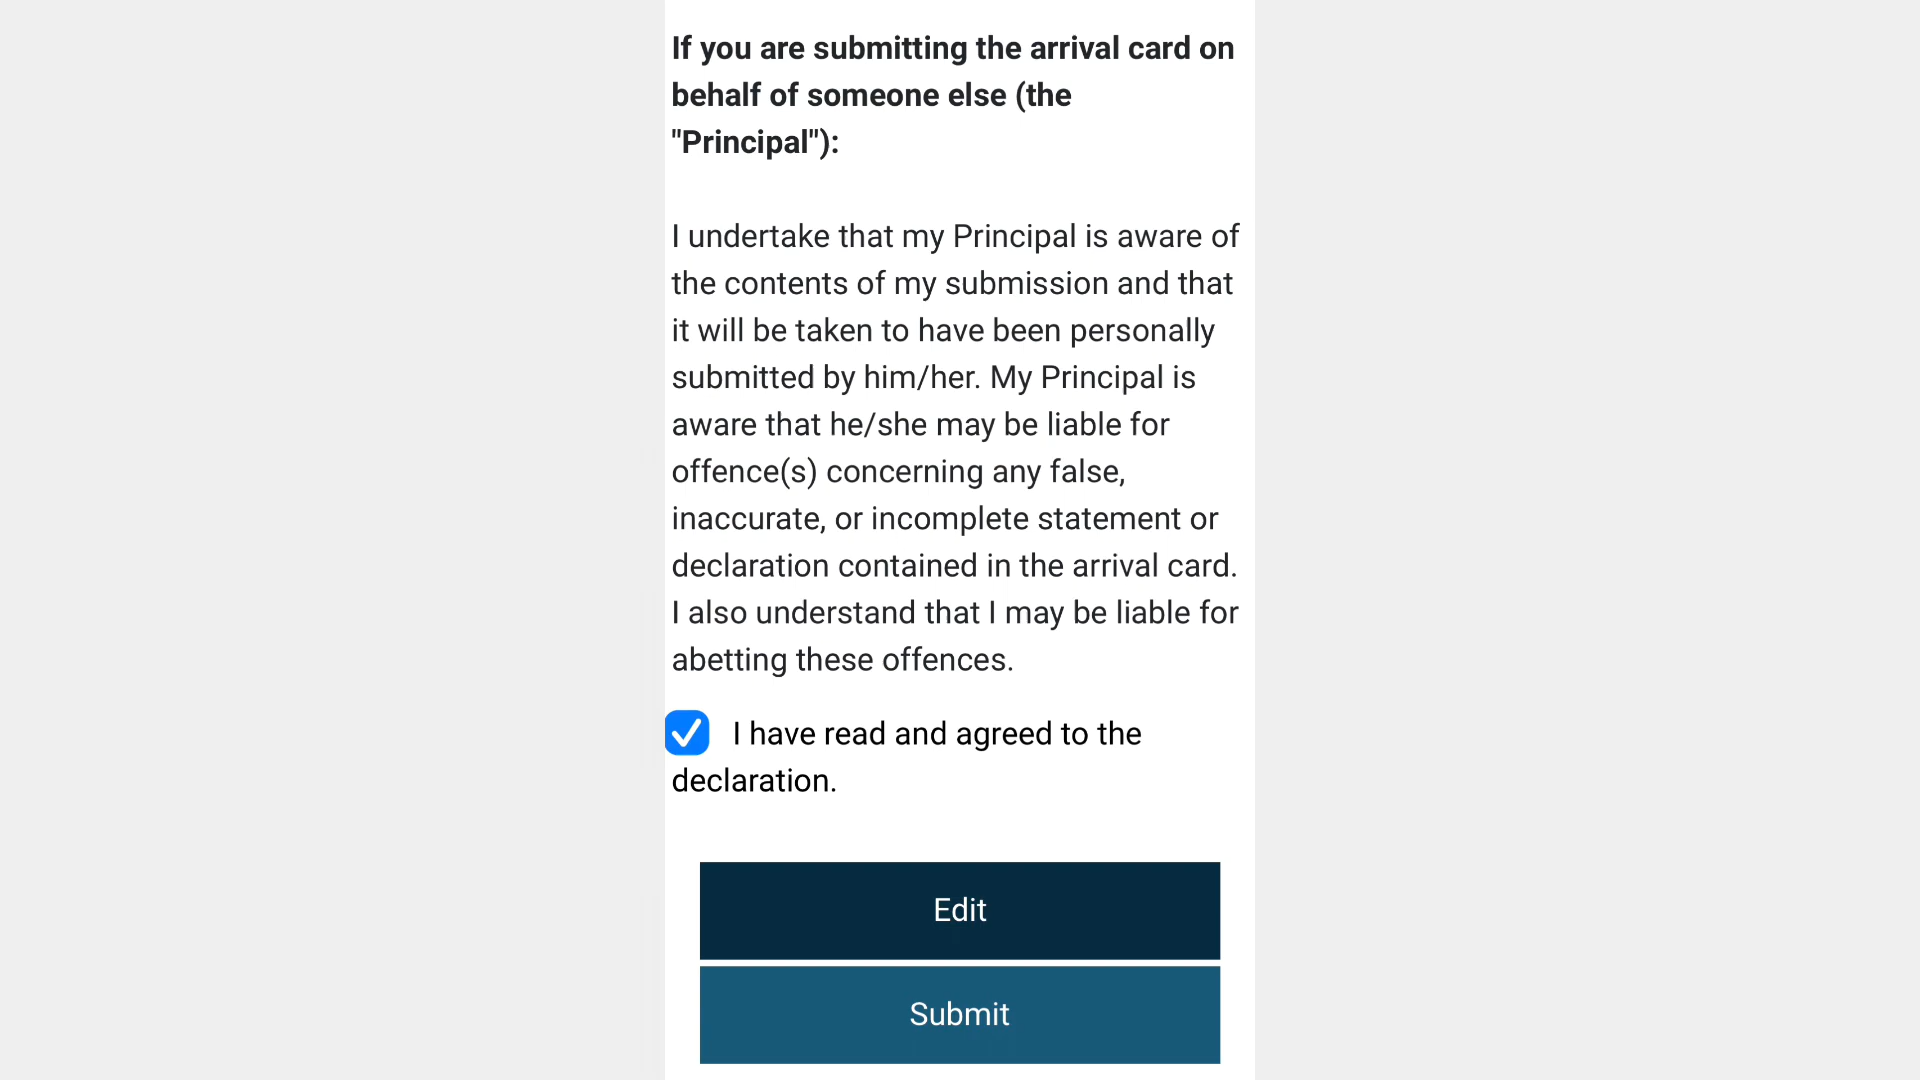 If you are submitting the arrival card on
behalf of someone else (the
"Principal"):
I undertake that my Principal is aware of
the contents of my submission and that
it will be taken to have been personally
submitted by him/her. My Principal is
aware that he/she may be liable for
offence(s) concerning any false,
inaccurate, or incomplete statement or
declaration contained in the arrival card.
I also understand that I may be liable for
abetting these offences.
I have read and agreed to the
declaration.
Edit
Submit